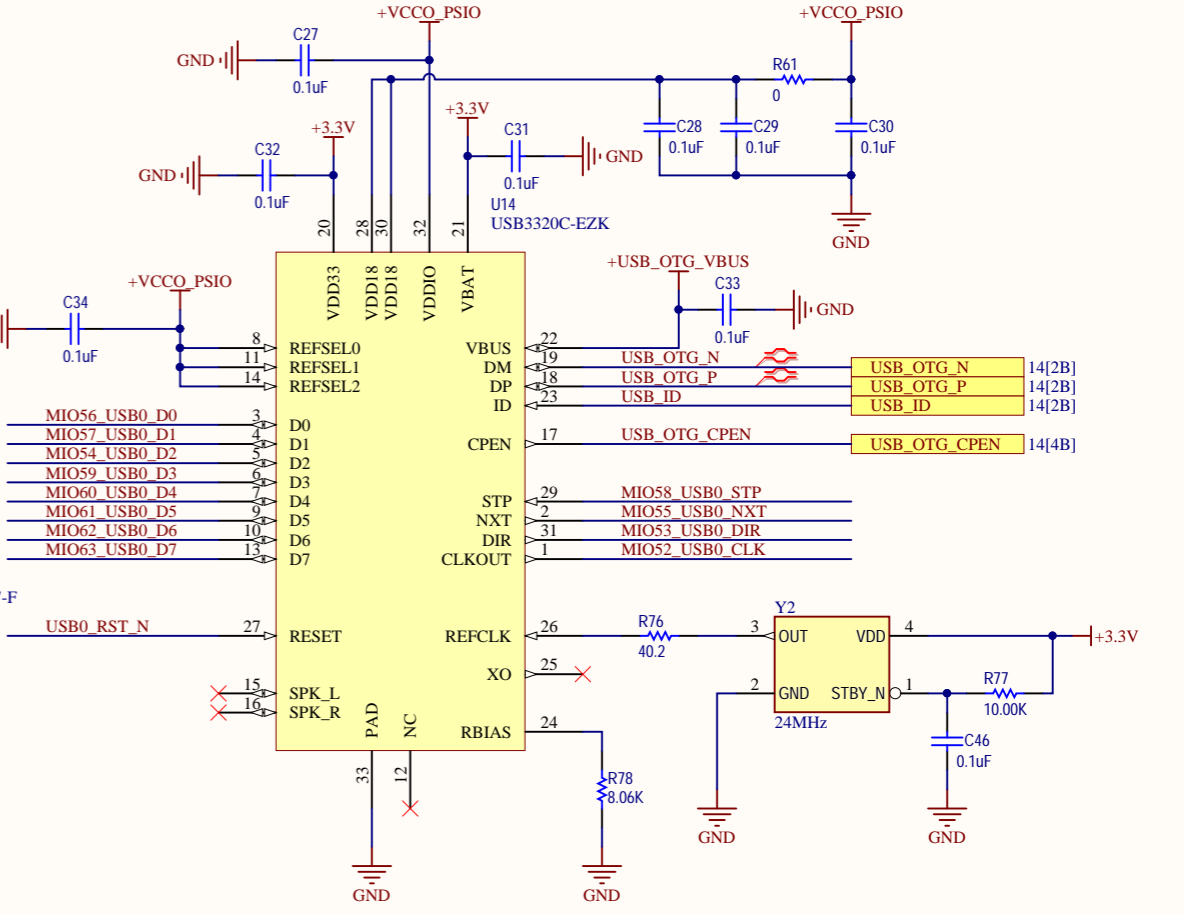 +VCCO_PSIO
+VCCO_PSIO
C27
GND
0.1uF
R61
0
+3.3V
+3.3V
C31
GND
0.1uF
C28
0.1uF
C29
0.1uF
C30
0.1uF
C32
GND
0.1uF
U14
USB3320C-EZK
GND
20
28
30
32
21
VDD33
VDD18
VDD18
VDDIO
VBAT
+USB_OTG_VBUS
C33
GND
0.1uF
+VCCO_PSIO
C34
0.1uF
8 REFSEL0
11 REFSEL1
14 REFSEL2
VBUS 22
DM 19 USB_OTG_N USB_OTG_N 14[2B]
DP 18 USB_OTG_P USB_OTG_P 14[2B]
ID 23 USB_ID USB_ID 14[2B]
CPEN 17 USB_OTG_CPEN USB_OTG_CPEN 14[4B]
MIO56_USB0_D0 3 D0
MIO57_USB0_D1 4 D1
MIO54_USB0_D2 5 D2
MIO59_USB0_D3 6 D3
MIO60_USB0_D4 7 D4
MIO61_USB0_D5 9 D5
MIO62_USB0_D6 10 D6
MIO63_USB0_D7 13 D7
STP 29 MIO58_USB0_STP
NXT 2 MIO55_USB0_NXT
DIR 31 MIO53_USB0_DIR
CLKOUT 1 MIO52_USB0_CLK
-F
USB0_RST_N 27 RESET
REFCLK 26
R76
40.2
Y2
3 OUT VDD 4
+3.3V
XO 25
2 GND STBY_N 1
R77
10.00K
24MHz
15 SPK_L
16 SPK_R
PAD
NC
RBIAS 24
C46
0.1uF
33
12
R78
8.06K
GND
GND
GND
GND